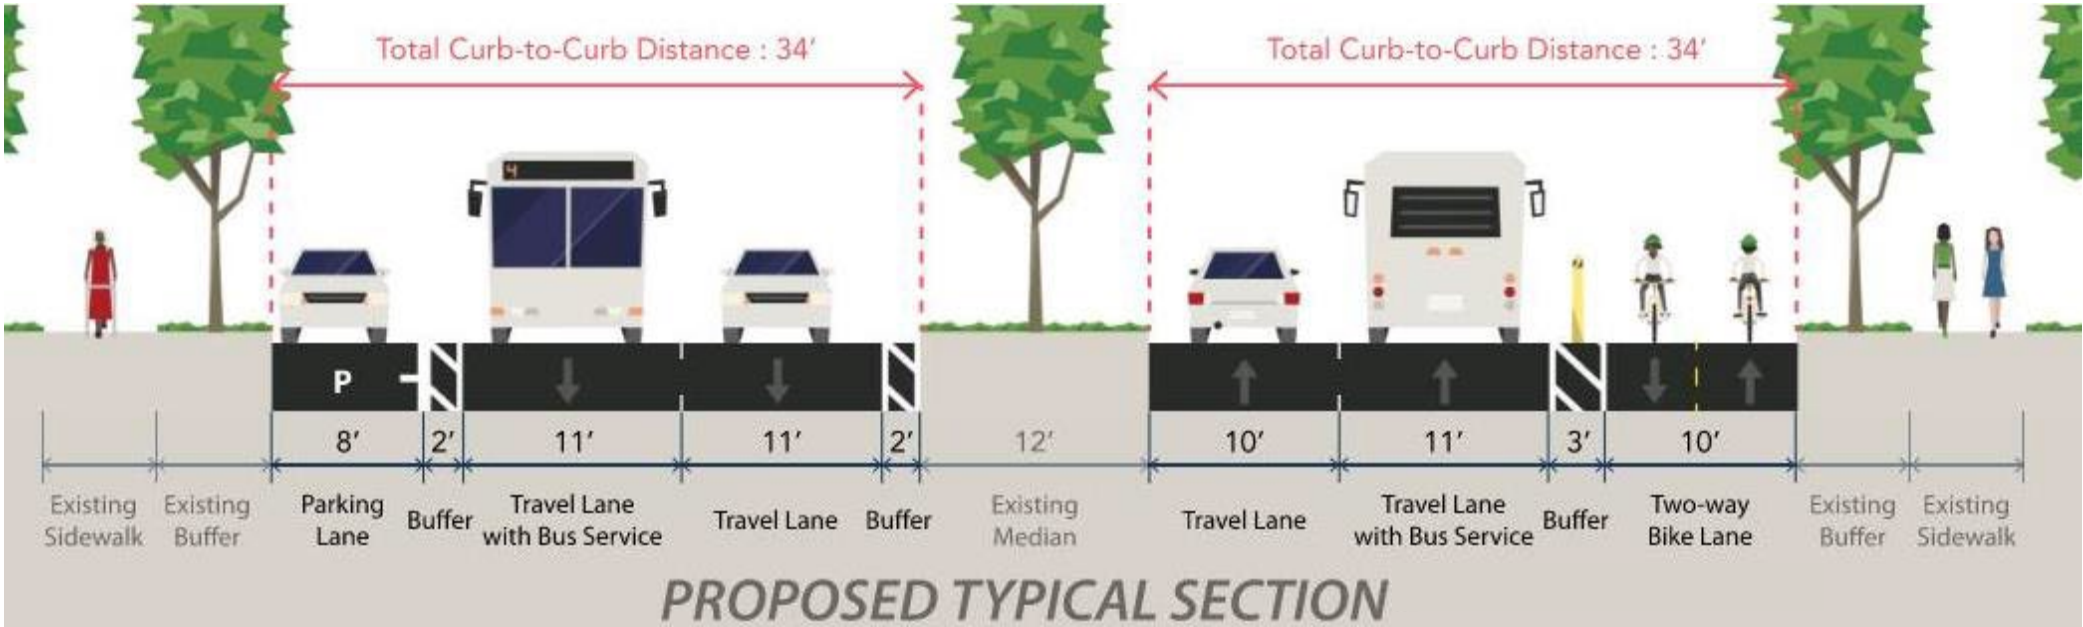 Total Curb-to-Curb Distance : 34’
Total Curb-to-Curb Distance : 34’
4
P
8’ 2’ 11’ 11’ 2’ 12’ 10’ 11’ 3’ 10’
Existing
Sidewalk
Existing
Buffer
Parking
Lane
Buffer
Travel Lane
with Bus Service
Travel Lane
Buffer
Existing
Median
Travel Lane
Travel Lane
with Bus Service
Buffer
Two-way
Bike Lane
Existing
Buffer
Existing
Sidewalk
PROPOSED TYPICAL SECTION